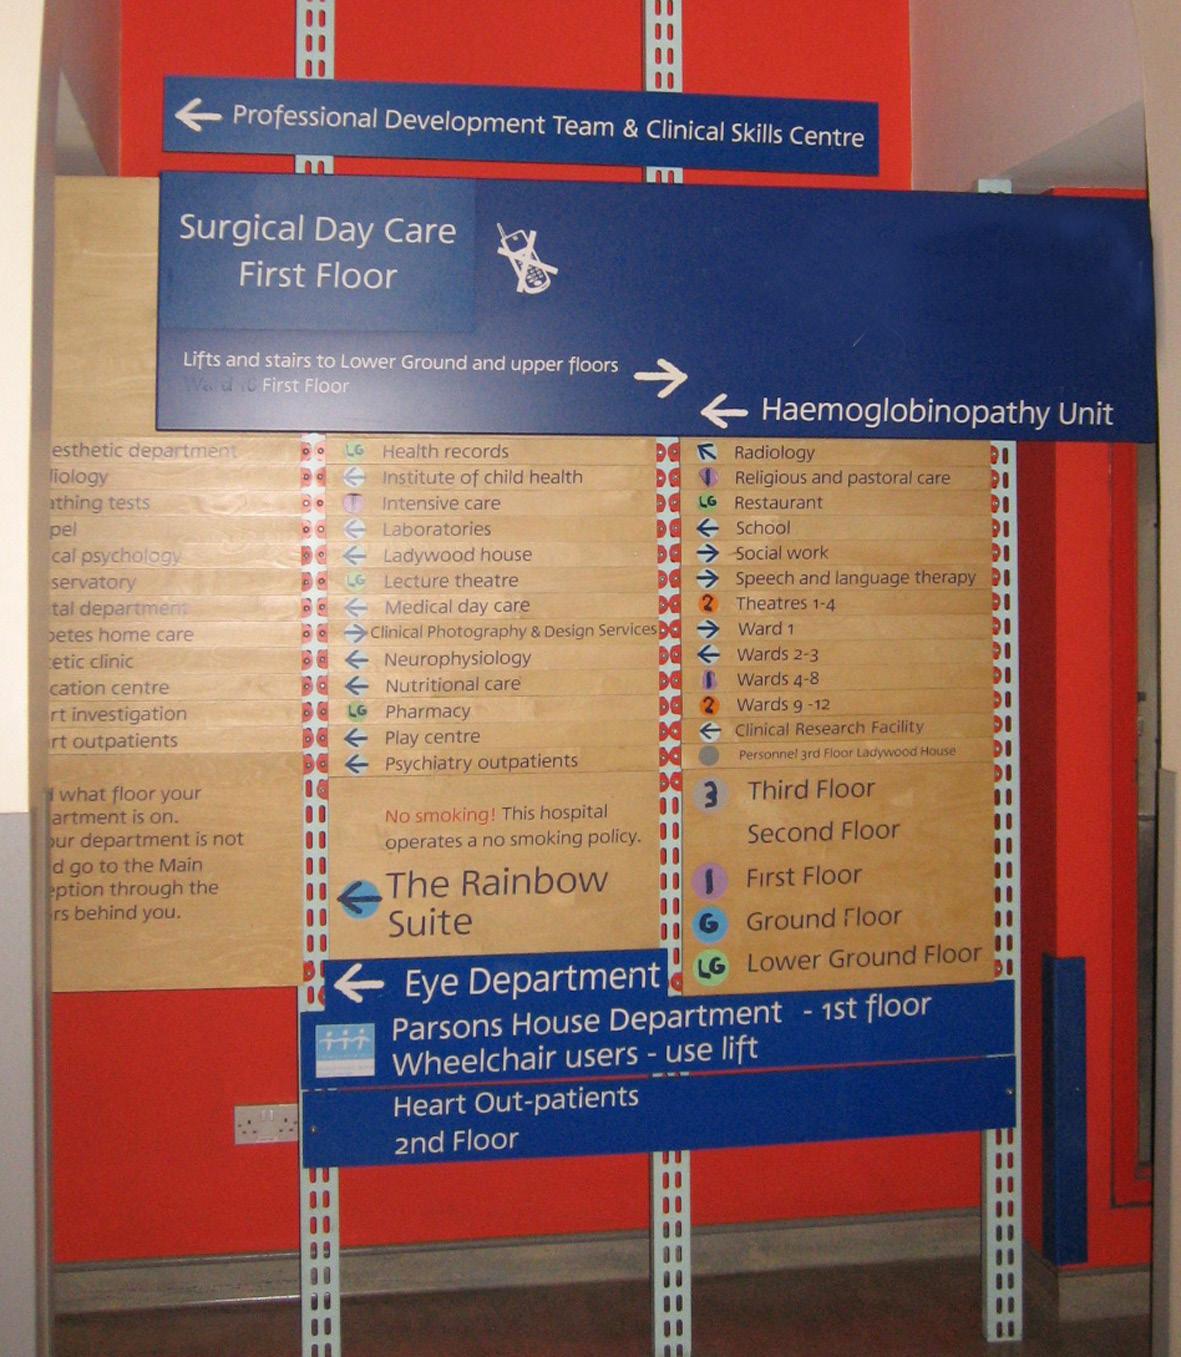 Professional Development Team & Clinical Skills Centre
Surgical Day Care
First Floor
Lifts and stairs to Lower Ground and upper floors
Ward 16 First Floor
Haemoglobinopathy Unit
esthetic department
iology
athing tests
pel
cal psychology
servatory
tal department
betes home care
etic clinic
cation centre
rt investigation
rt outpatients
what floor your
artment is on.
our department is not
d go to the Main
eption through the
rs behind you.
LG Health records
Institute of child health
1 Intensive care
Laboratories
Ladywood house
LG Lecture theatre
Medical day care
Clinical Photography & Design Services
Neurophysiology
Nutritional care
LG Pharmacy
Play centre
Psychiatry outpatients
No smoking! This hospital
operates a no smoking policy.
The Rainbow
Suite
Radiology
1 Religious and pastoral care
LG Restaurant
School
Social work
Speech and language therapy
2 Theatres 1-4
Ward 1
Wards 2-3
1 Wards 4-8
2 Wards 9-12
Clinical Research Facility
Personnel 3rd Floor Ladywood House
3 Third Floor
Second Floor
1 First Floor
G Ground Floor
LG Lower Ground Floor
Eye Department
Parsons House Department - 1st floor
Wheelchair users - use lift
Heart Out-patients
2nd Floor